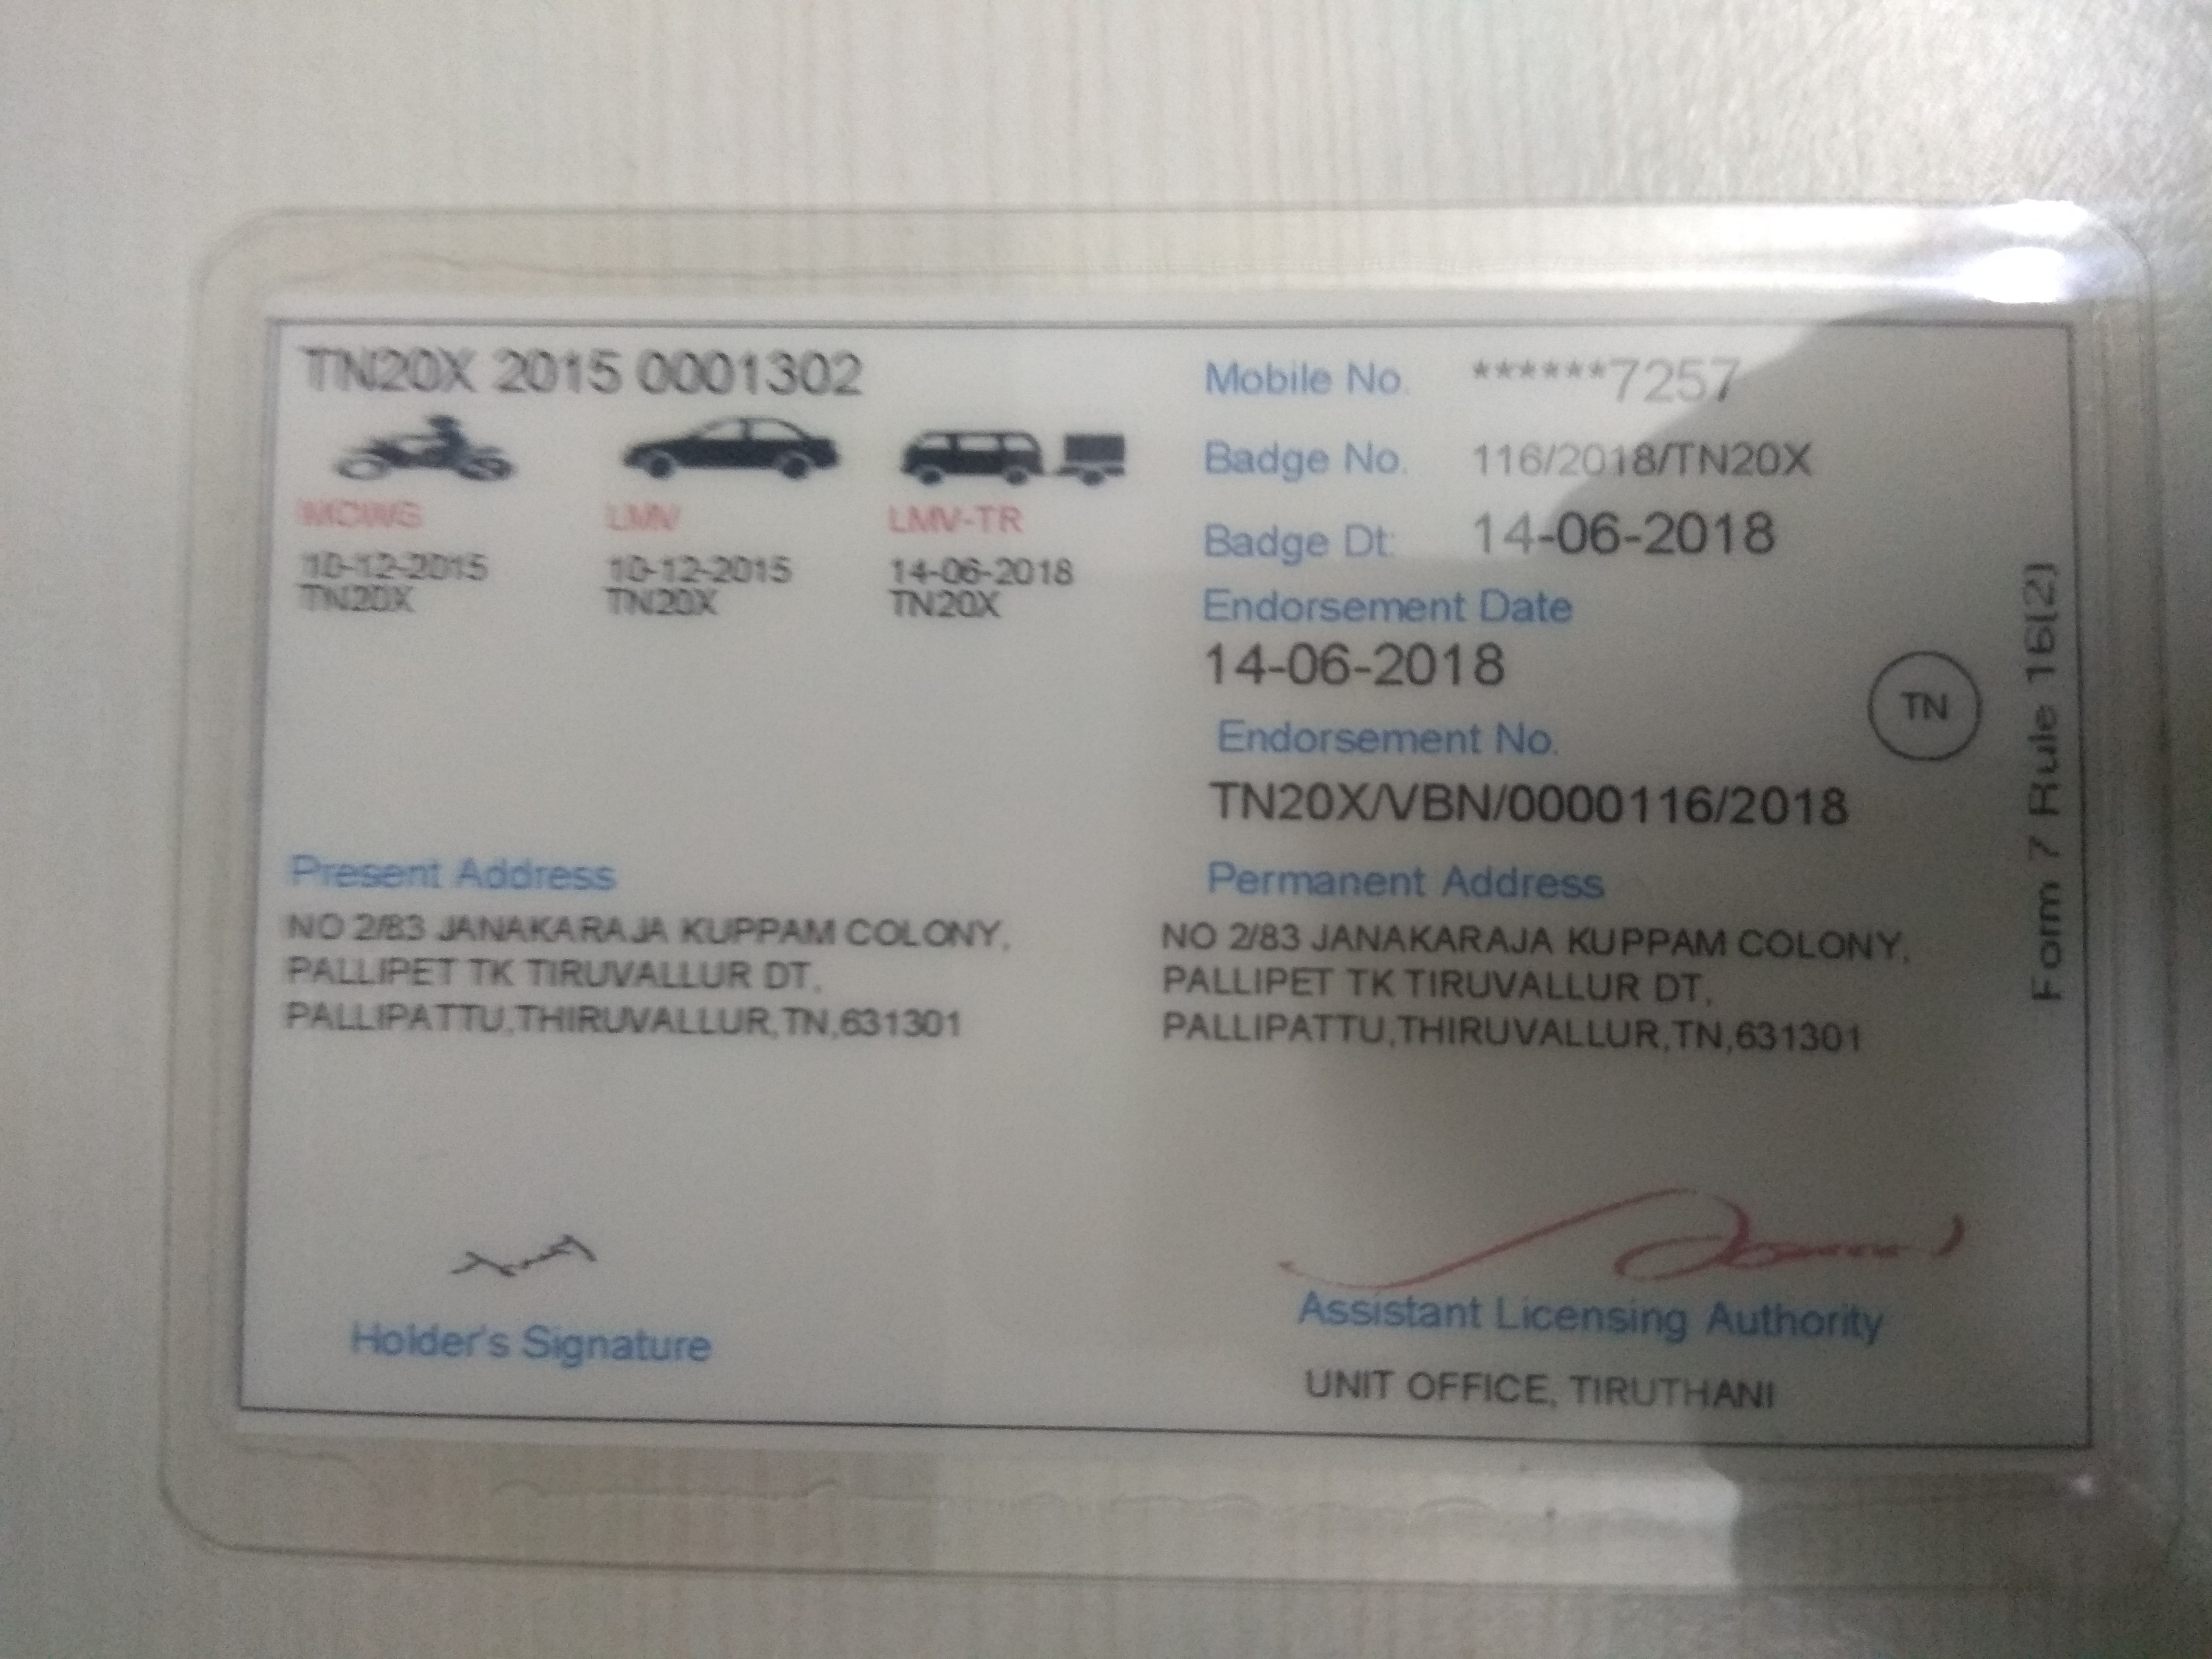 TN20X 2015 0001302
MCWG LMV LMV-TR
10-12-2015 10-12-2015 14-06-2018
TN20X TN20X TN20X
Mobile No. ******7257
Badge No. 116/2018/TN20X
Badge Dt: 14-06-2018
Endorsement Date
14-06-2018
Endorsement No.
TN20X/VBN/0000116/2018
TN
Form 7 Rule 16(2)
Present Address
NO 2/83 JANAKARAJA KUPPAM COLONY,
PALLIPET TK TIRUVALLUR DT,
PALLIPATTU,THIRUVALLUR,TN,631301
Permanent Address
NO 2/83 JANAKARAJA KUPPAM COLONY,
PALLIPET TK TIRUVALLUR DT,
PALLIPATTU,THIRUVALLUR,TN,631301
Holder's Signature
Assistant Licensing Authority
UNIT OFFICE, TIRUTHANI